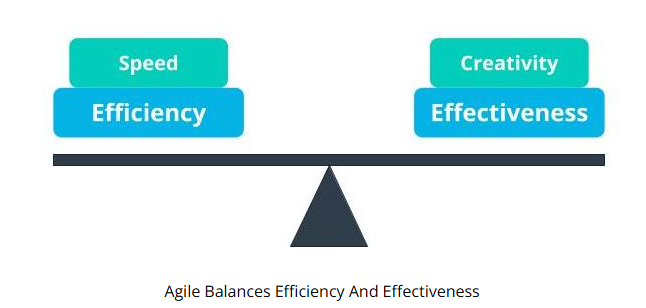 Speed
Creativity
Efficiency
Effectiveness
Agile Balances Efficiency And Effectiveness